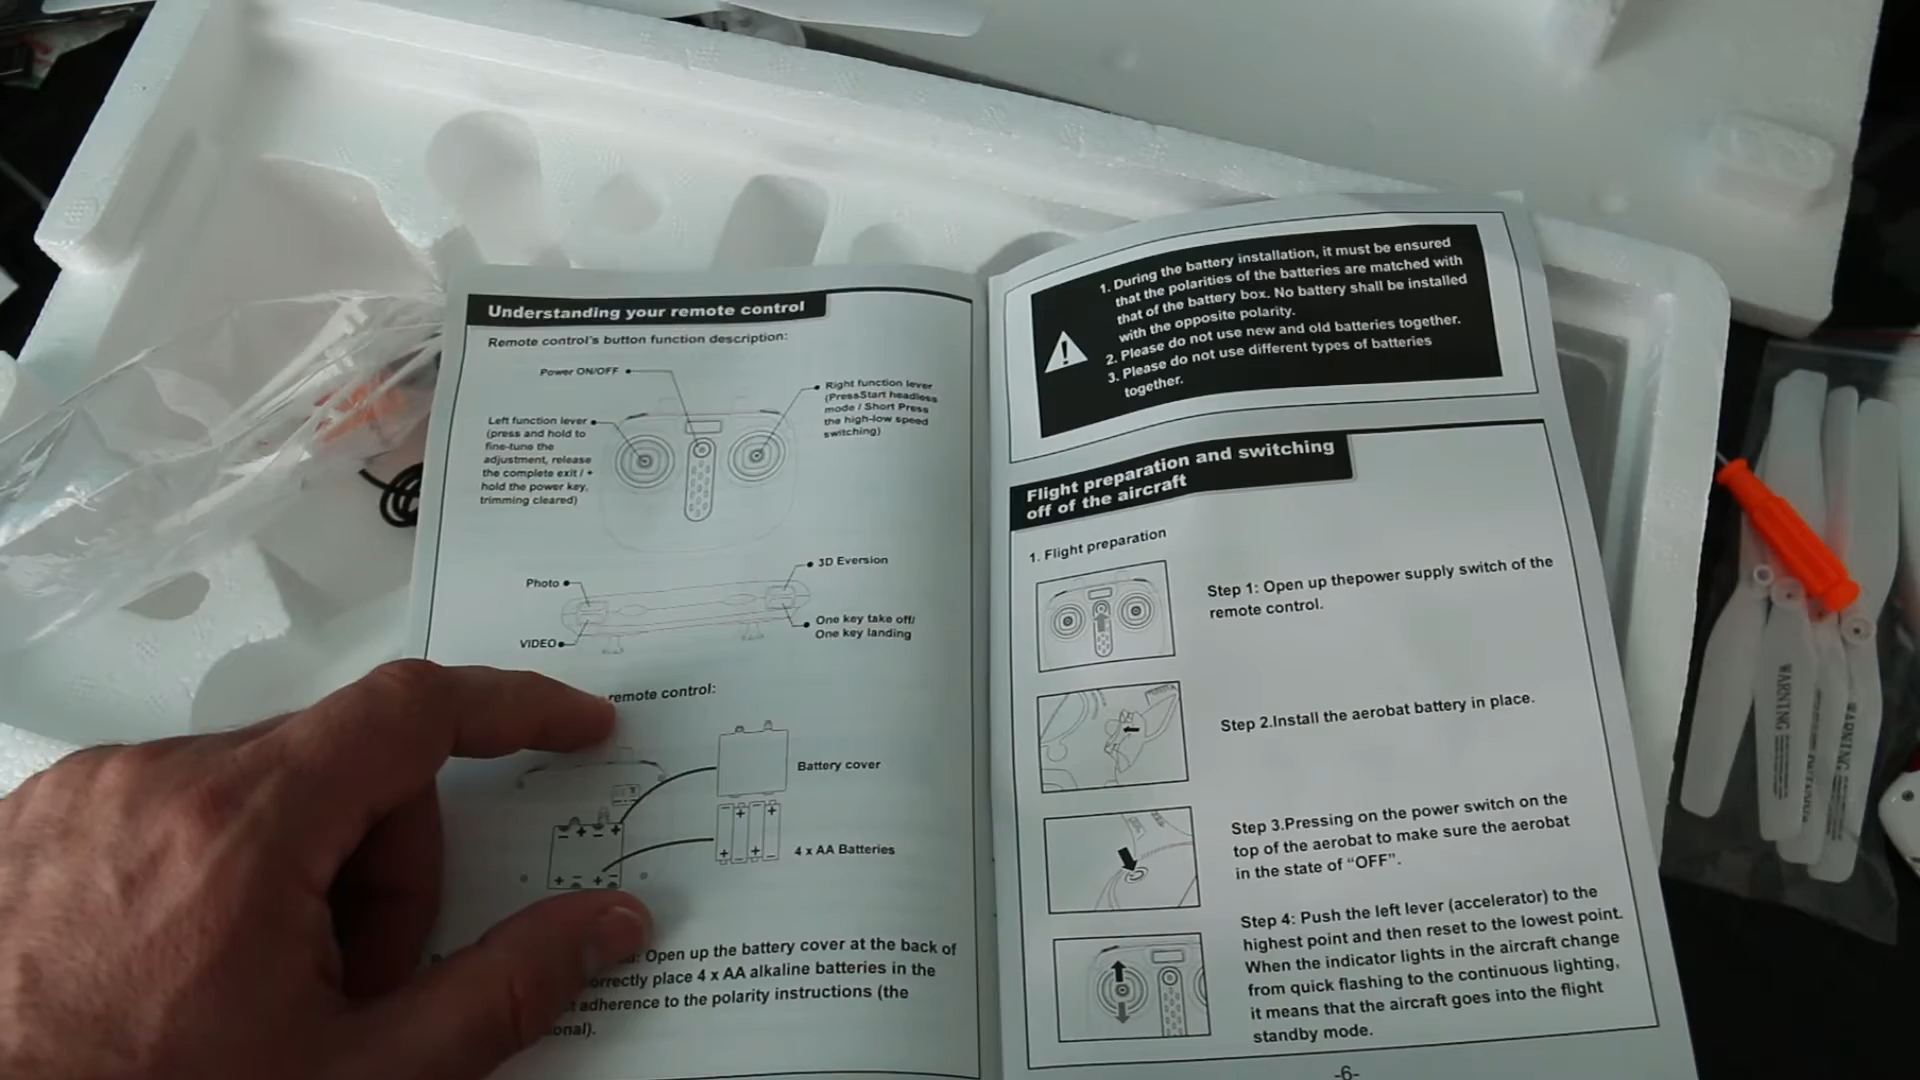 Understanding your remote control
Remote control's button function description:
Power ON/OFF
Right function lever
(PressStart headless
mode / Short Press
the high-low speed
switching)
Left function lever
(press and hold to
fine-tune the
adjustment, release
the complete exit / +
hold the power key,
trimming cleared)
3D Eversion
Photo
One key take off/
One key landing
VIDEO
remote control:
Battery cover
4 x AA Batteries
Open up the battery cover at the back of
place 4 x AA alkaline batteries in the
adherence to the polarity instructions (the
1. During the battery installation, it must be ensured
that the polarities of the batteries are matched with
that of the battery box. No battery shall be installed
with the opposite polarity.
2. Please do not use new and old batteries together.
3. Please do not use different types of batteries
together.
Flight preparation and switching
off of the aircraft
1. Flight preparation
Step 1: Open up thepower supply switch of the
remote control.
Step 2.Install the aerobat battery in place.
Step 3.Pressing on the power switch on the
top of the aerobat to make sure the aerobat
in the state of “OFF”.
Step 4: Push the left lever (accelerator) to the
highest point and then reset to the lowest point.
When the indicator lights in the aircraft change
from quick flashing to the continuous lighting,
it means that the aircraft goes into the flight
standby mode.
-6-
WARNING
WARNING